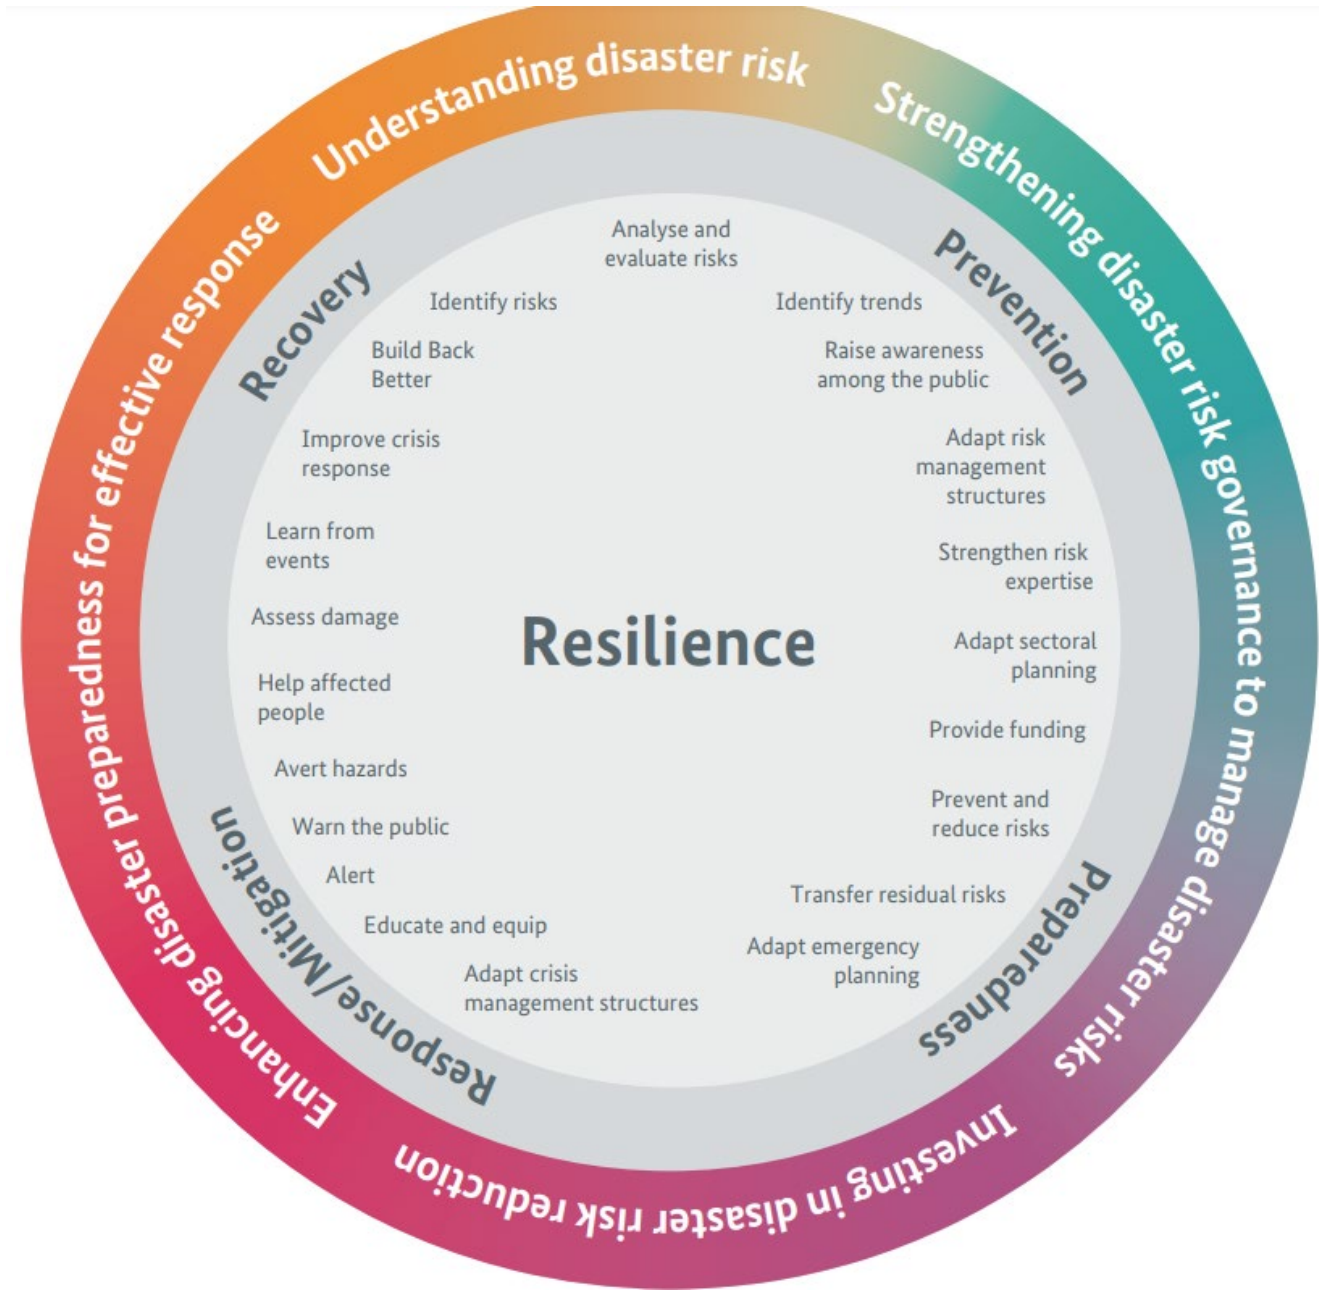 Understanding disaster risk
Strengthening disaster risk governance to manage disaster risks
Investing in disaster risk reduction
Enhancing disaster preparedness for effective response
Prevention
Preparedness
Response/Mitigation
Recovery
Analyse and
evaluate risks
Identify trends
Raise awareness
among the public
Adapt risk
management
structures
Strengthen risk
expertise
Adapt sectoral
planning
Provide funding
Prevent and
reduce risks
Transfer residual risks
Adapt emergency
planning
Adapt crisis
management structures
Educate and equip
Alert
Warn the public
Avert hazards
Help affected
people
Assess damage
Learn from
events
Improve crisis
response
Build Back
Better
Identify risks
Resilience